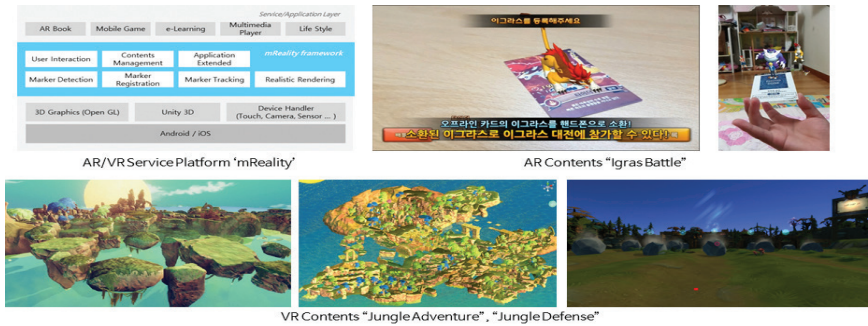 Service/Application Layer
AR Book
Mobile Game
e-Learning
Multimedia
Player
Life Style
mReality framework
User Interaction
Contents
Management
Application
Extended
Marker Detection
Marker
Registration
Marker Tracking
Realistic Rendering
3D Graphics (Open GL)
Unity 3D
Device Handler
(Touch, Camera, Sensor ... )
Android / iOS
AR/VR Service Platform 'mReality'
이그라스를 등록해주세요
오프라인 카드의 이그라스를 핸드폰으로 소환!
소환된 이그라스로 이그라스 대전에 참가할 수 있다!
AR Contents "Igras Battle"
VR Contents "Jungle Adventure", "Jungle Defense"